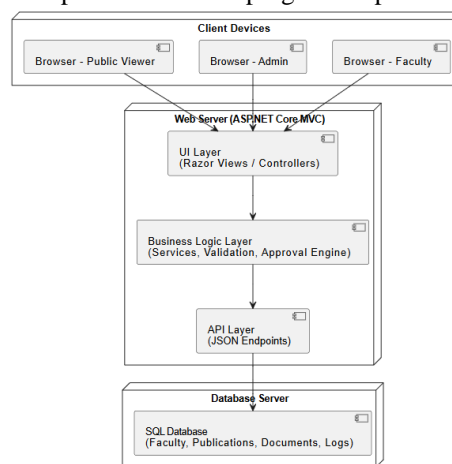 Client Devices
Browser - Public Viewer
Browser - Admin
Browser - Faculty
Web Server (ASP.NET Core MVC)
UI Layer
(Razor Views / Controllers)
Business Logic Layer
(Services, Validation, Approval Engine)
API Layer
(JSON Endpoints)
Database Server
SQL Database
(Faculty, Publications, Documents, Logs)